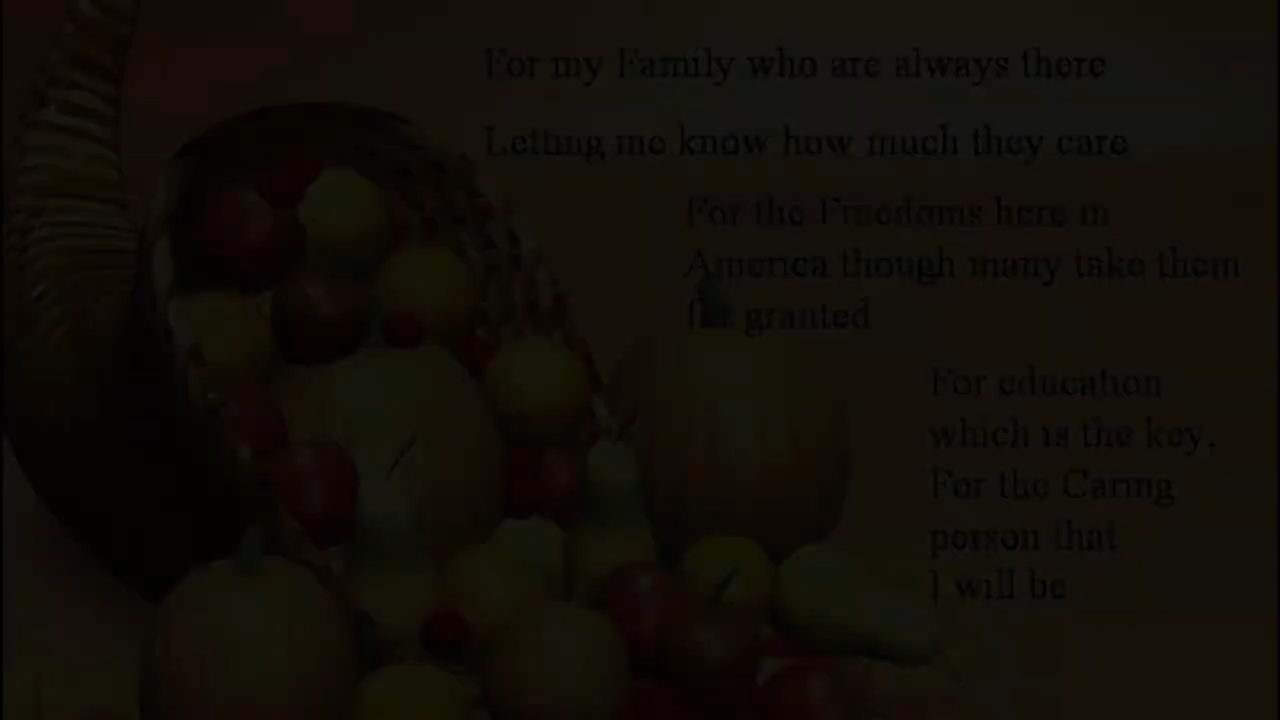 For my Family who are always there
Letting me know how much they care
For the Freedoms here in
America though many take them
for granted
For education
which is the key,
For the Caring
person that
I will be